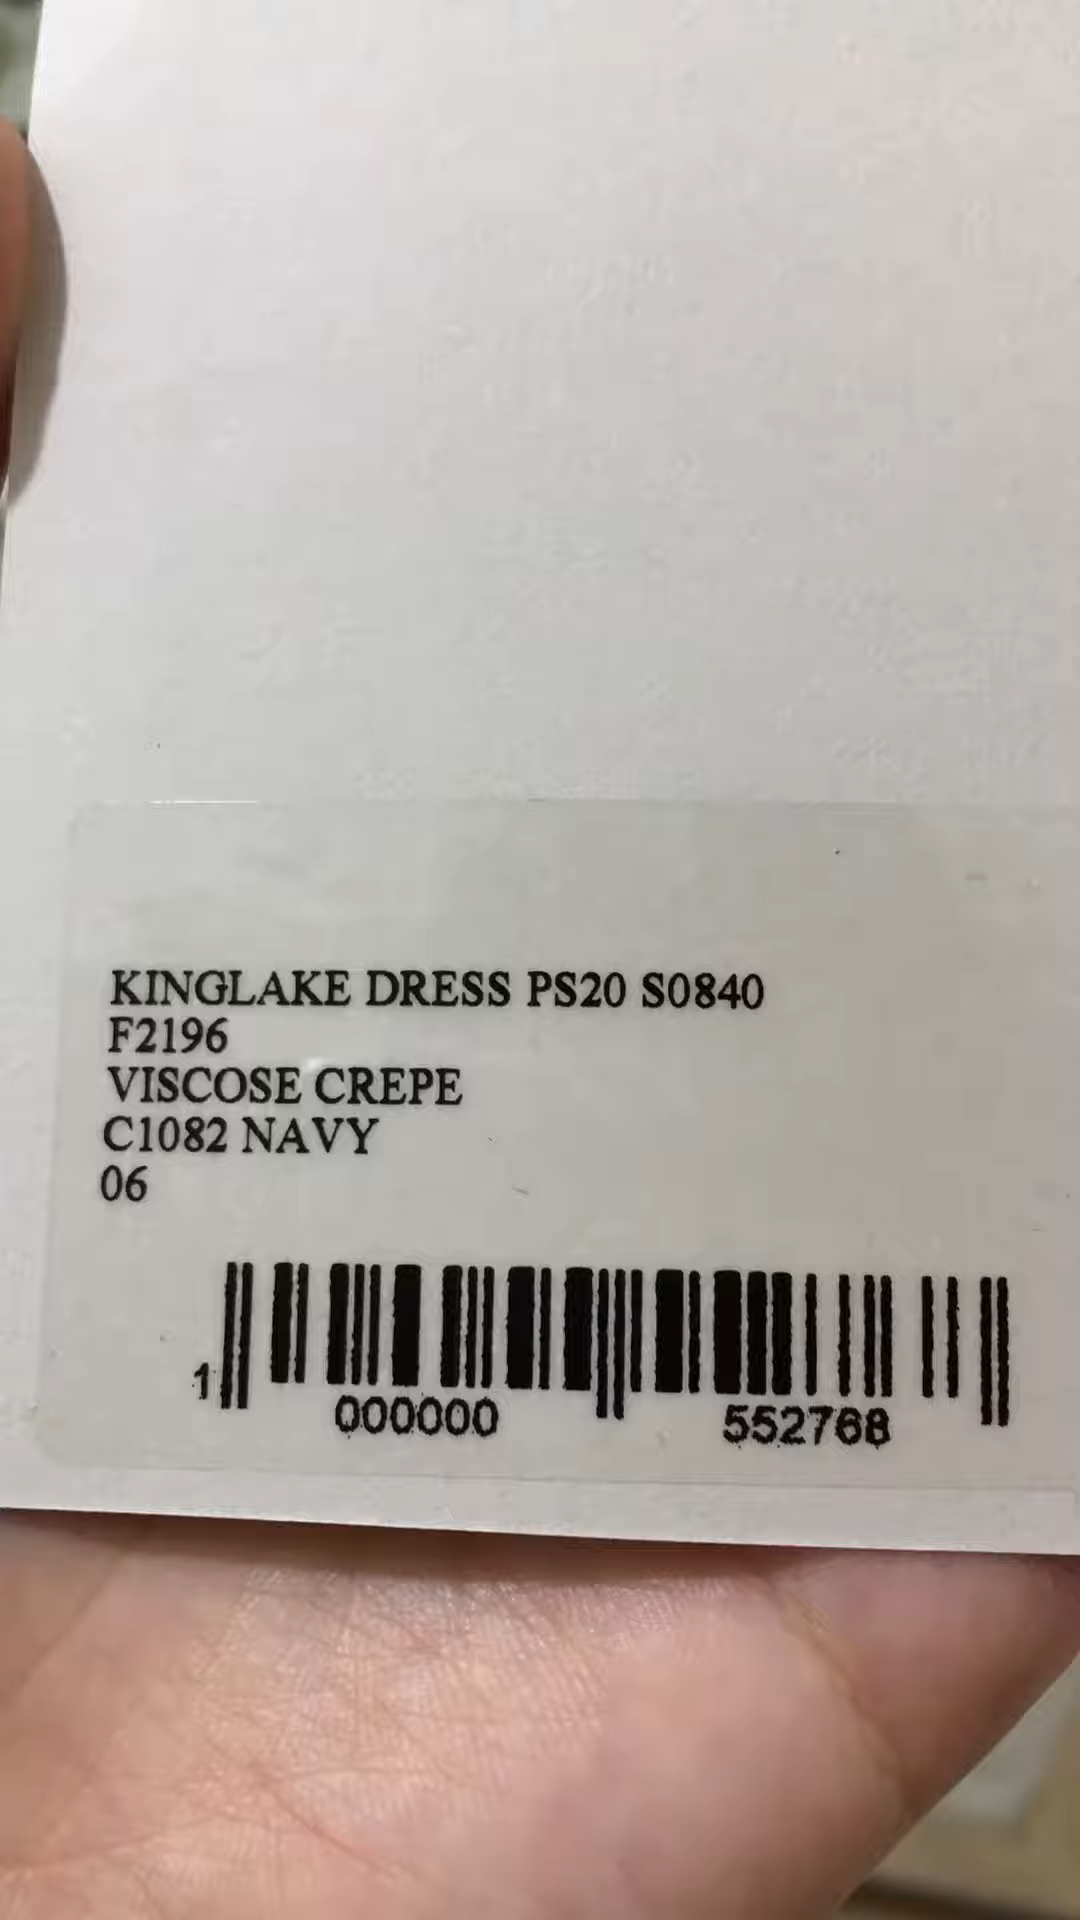 KINGLAKE DRESS PS20 S0840
F2196
VISCOSE CREPE
C1082 NAVY
06
1 000000 552768